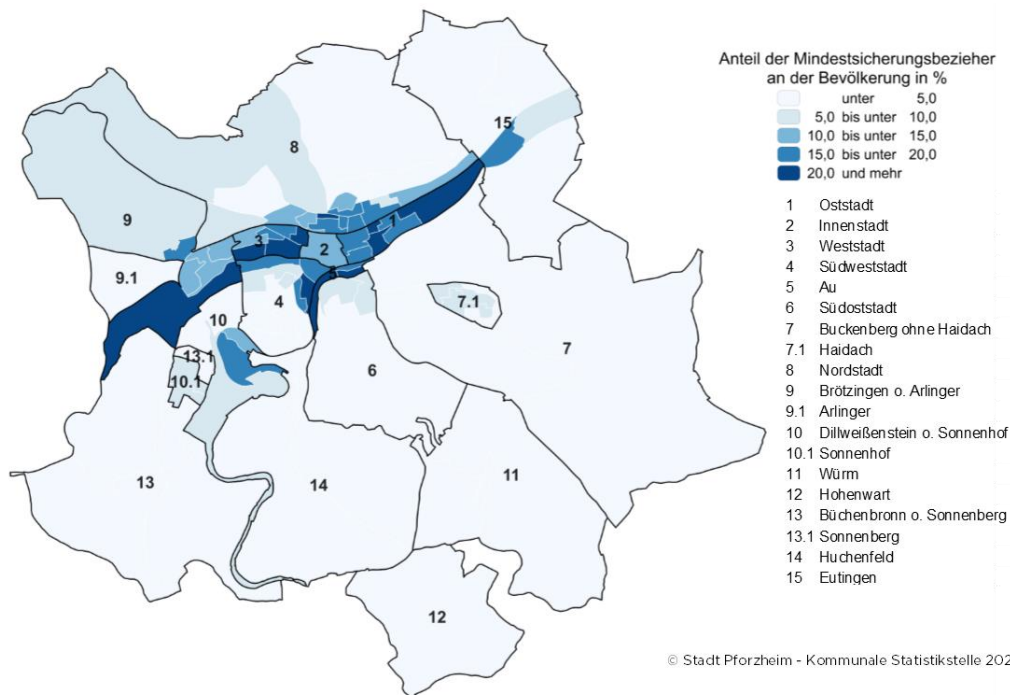 Anteil der Mindestsicherungsbezieher
an der Bevölkerung in %
unter 5,0
5,0 bis unter 10,0
10,0 bis unter 15,0
15,0 bis unter 20,0
20,0 und mehr
1 Oststadt
2 Innenstadt
3 Weststadt
4 Südweststadt
5 Au
6 Südoststadt
7 Buckenberg ohne Haidach
7.1 Haidach
8 Nordstadt
9 Brötzingen o. Arlinger
9.1 Arlinger
10 Dillweißenstein o. Sonnenhof
10.1 Sonnenhof
11 Würm
12 Hohenwart
13 Büchenbronn o. Sonnenberg
13.1 Sonnenberg
14 Huchenfeld
15 Eutingen
15
8
9
1
3
2
5
9.1
4
7.1
10
7
13.1
10.1
6
13
14
11
12
© Stadt Pforzheim - Kommunale Statistikstelle 202